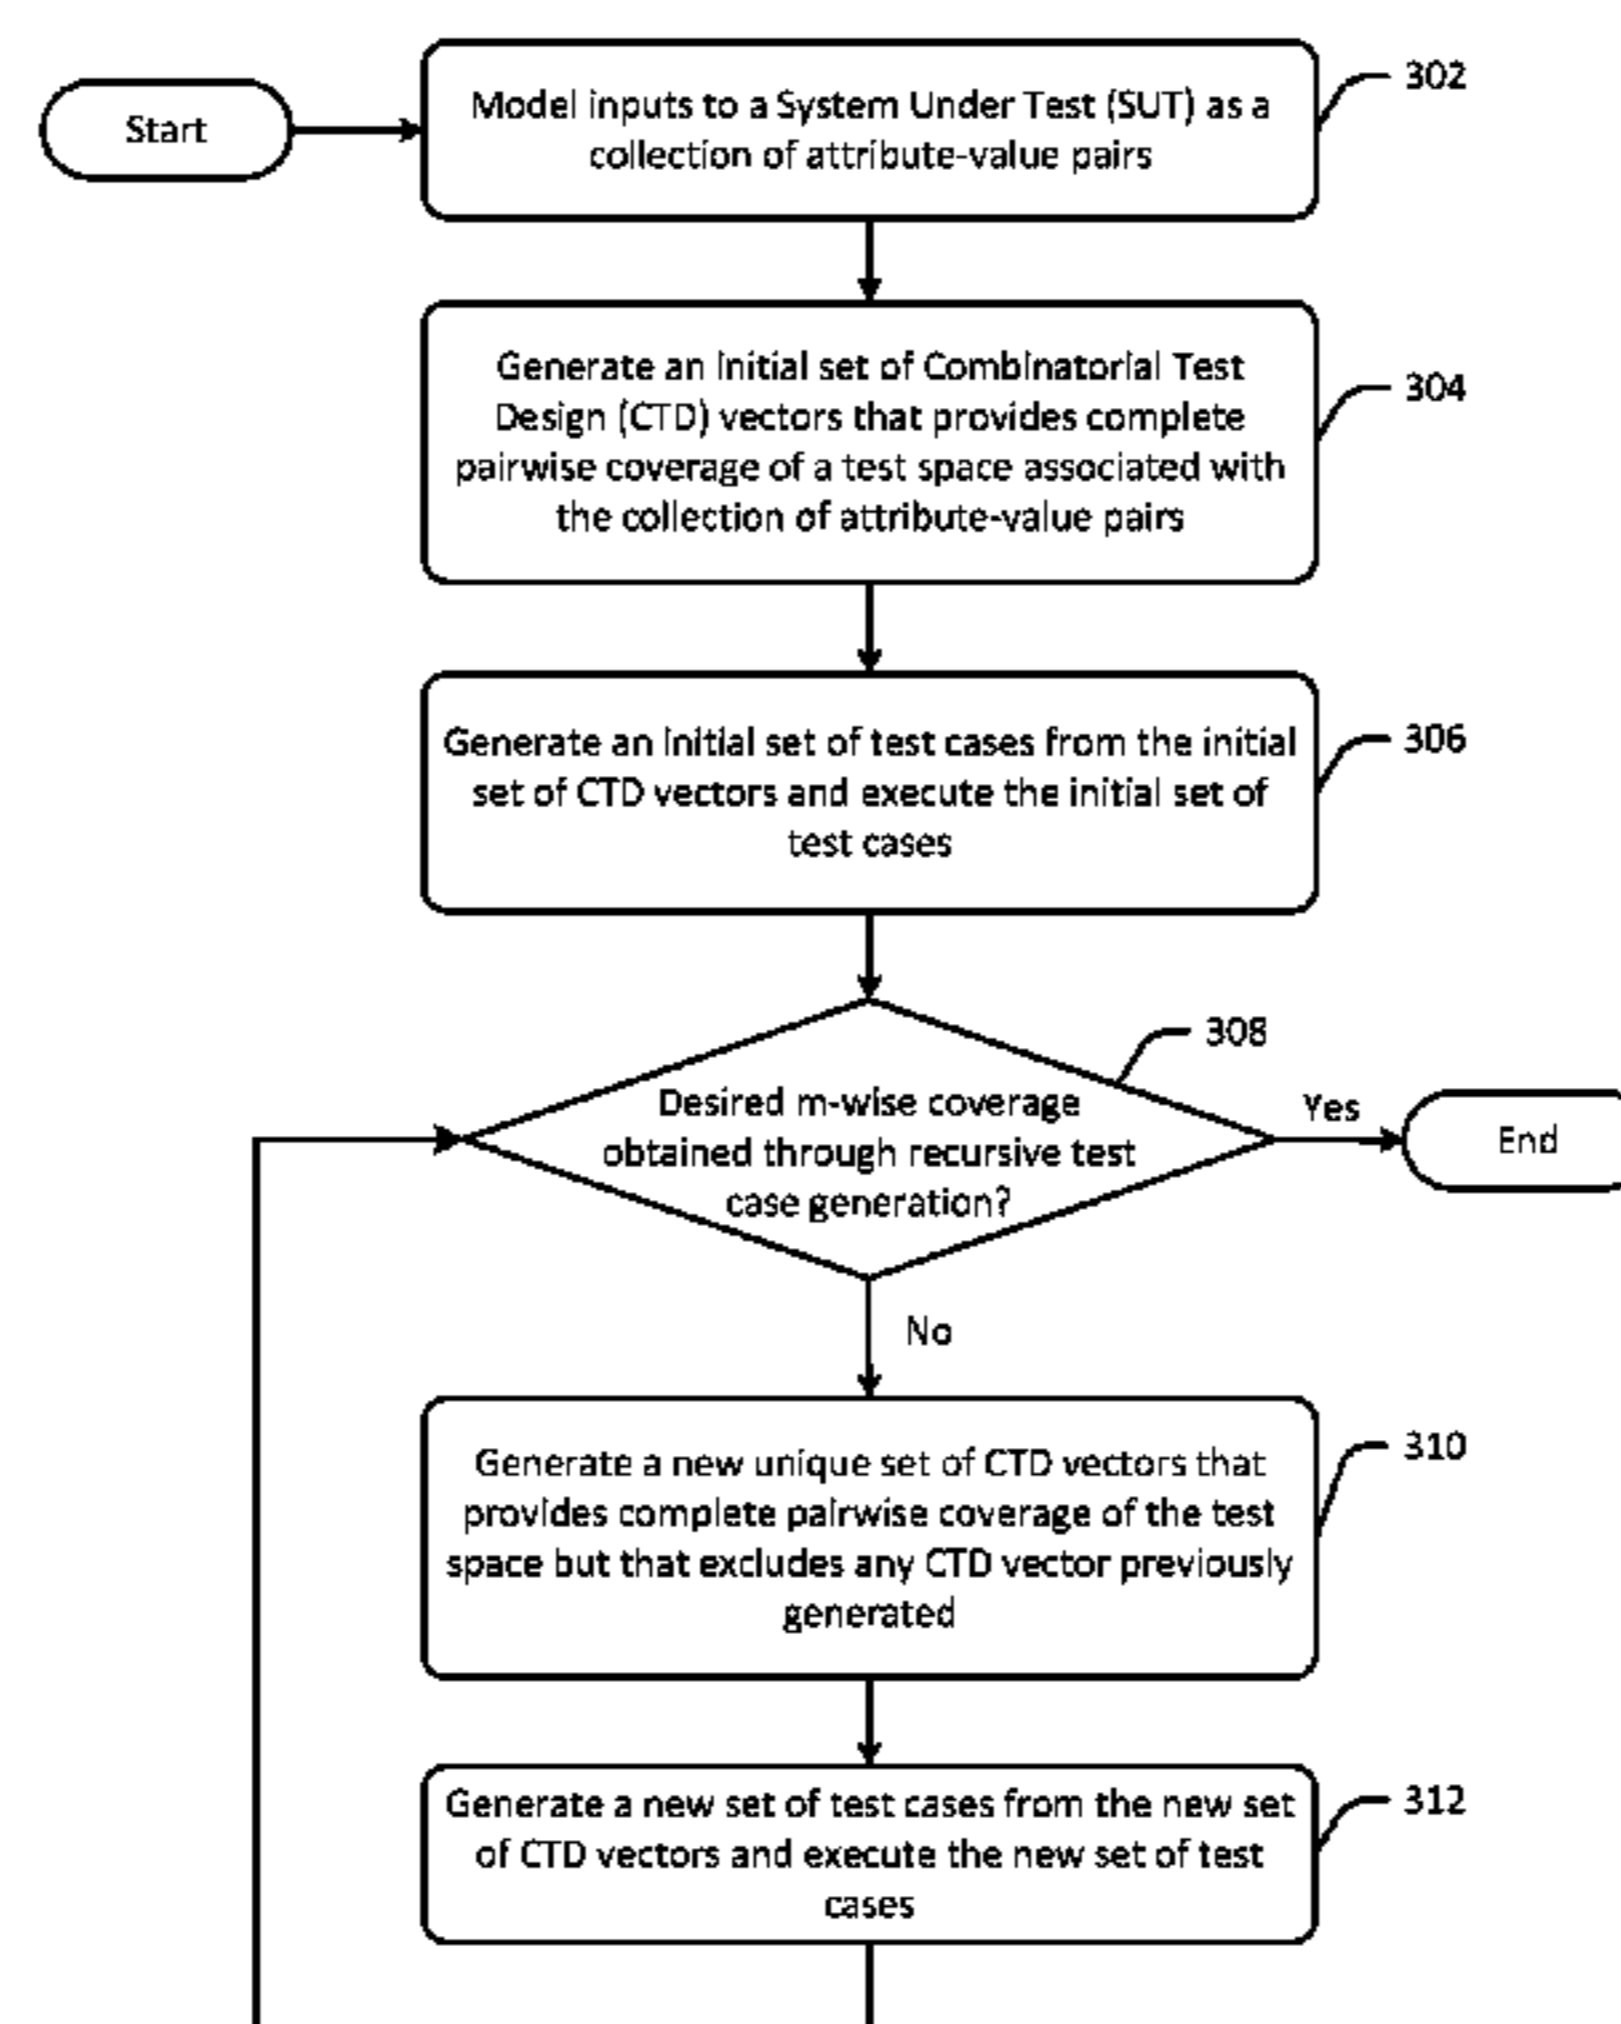 Start
Model inputs to a System Under Test (SUT) as a
collection of attribute-value pairs
302
Generate an initial set of Combinatorial Test
Design (CTD) vectors that provides complete
pairwise coverage of a test space associated with
the collection of attribute-value pairs
304
Generate an initial set of test cases from the initial
set of CTD vectors and execute the initial set of
test cases
306
308
Desired m-wise coverage
obtained through recursive test
case generation?
Yes
End
No
Generate a new unique set of CTD vectors that
provides complete pairwise coverage of the test
space but that excludes any CTD vector previously
generated
310
Generate a new set of test cases from the new set
of CTD vectors and execute the new set of test
cases
312